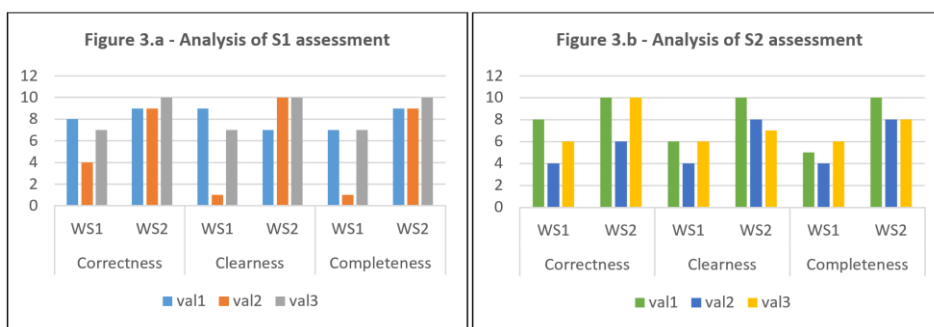 Figure 3.a - Analysis of S1 assessment
12
10
8
6
4
2
0
WS1 WS2 WS1 WS2 WS1 WS2
Correctness Clearness Completeness
val1 val2 val3
Figure 3.b - Analysis of S2 assessment
12
10
8
6
4
2
0
WS1 WS2 WS1 WS2 WS1 WS2
Correctness Clearness Completeness
val1 val2 val3